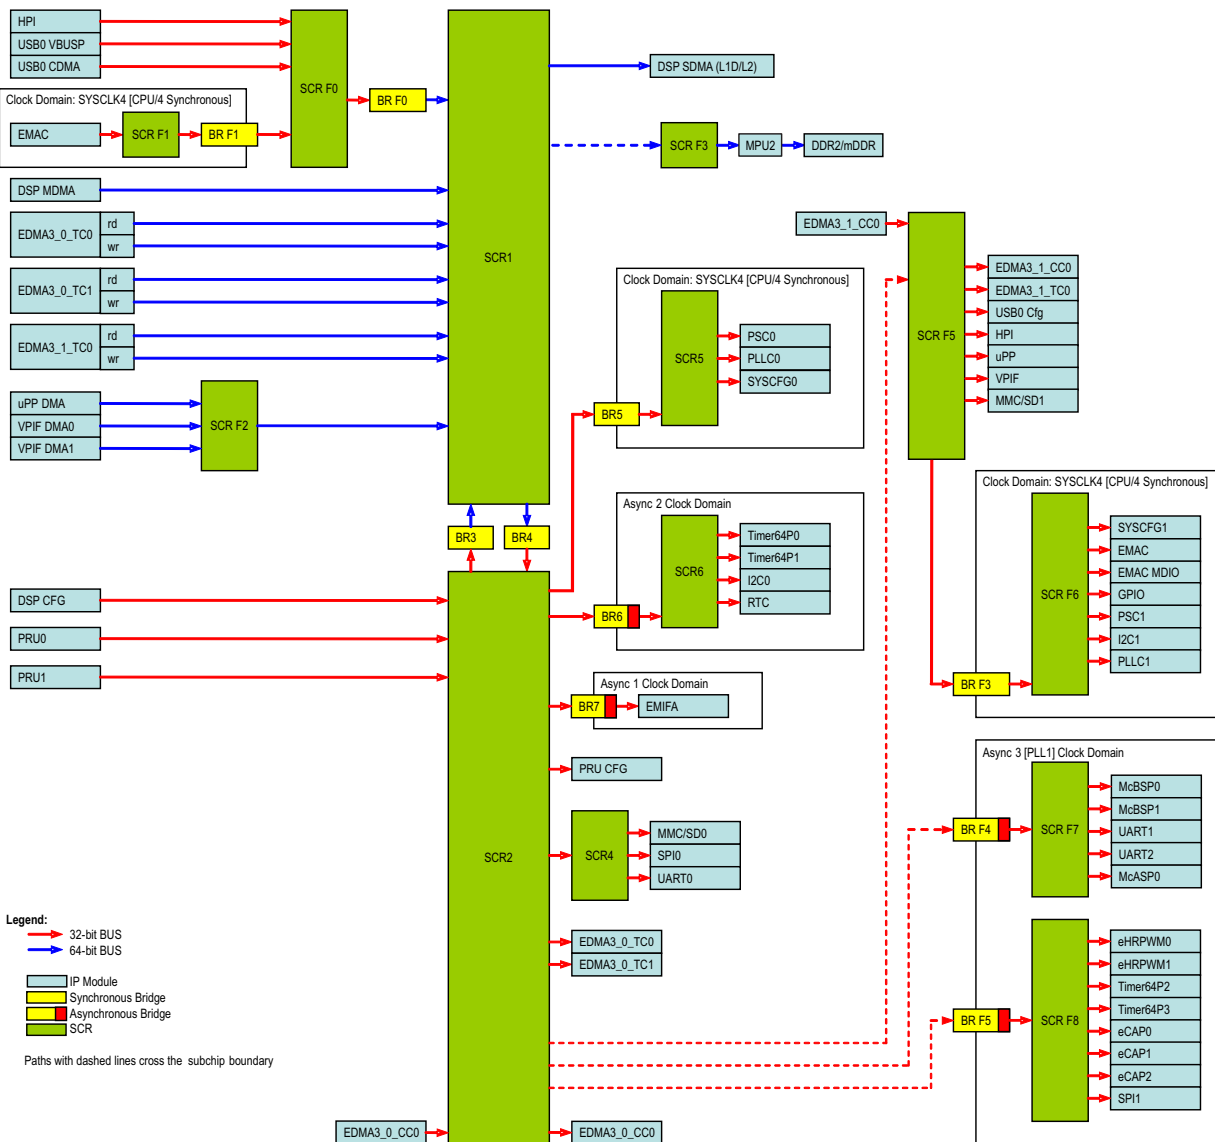 HPI
USB0 VBUSP
USB0 CDMA
Clock Domain: SYSCLK4 [CPU/4 Synchronous]
EMAC
SCR F1
BR F1
SCR F0
BR F0
DSP MDMA
EDMA3_0_TC0
rd
wr
EDMA3_0_TC1
rd
wr
EDMA3_1_TC0
rd
wr
uPP DMA
VPIF DMA0
VPIF DMA1
SCR F2
SCR1
DSP SDMA (L1D/L2)
SCR F3
MPU2
DDR2/mDDR
BR3
BR4
DSP CFG
PRU0
PRU1
SCR2
EDMA3_0_CC0
Clock Domain: SYSCLK4 [CPU/4 Synchronous]
BR5
SCR5
PSC0
PLLC0
SYSCFG0
Async 2 Clock Domain
BR6
SCR6
Timer64P0
Timer64P1
I2C0
RTC
Async 1 Clock Domain
BR7
EMIFA
PRU CFG
SCR4
MMC/SD0
SPI0
UART0
EDMA3_0_TC0
EDMA3_0_TC1
EDMA3_0_CC0
EDMA3_1_CC0
SCR F5
EDMA3_1_CC0
EDMA3_1_TC0
USB0 Cfg
HPI
uPP
VPIF
MMC/SD1
Clock Domain: SYSCLK4 [CPU/4 Synchronous]
BR F3
SCR F6
SYSCFG1
EMAC
EMAC MDIO
GPIO
PSC1
I2C1
PLLC1
Async 3 [PLL1] Clock Domain
BR F4
SCR F7
McBSP0
McBSP1
UART1
UART2
McASP0
BR F5
SCR F8
eHRPWM0
eHRPWM1
Timer64P2
Timer64P3
eCAP0
eCAP1
eCAP2
SPI1
Legend:
32-bit BUS
64-bit BUS
IP Module
Synchronous Bridge
Asynchronous Bridge
SCR
Paths with dashed lines cross the subchip boundary